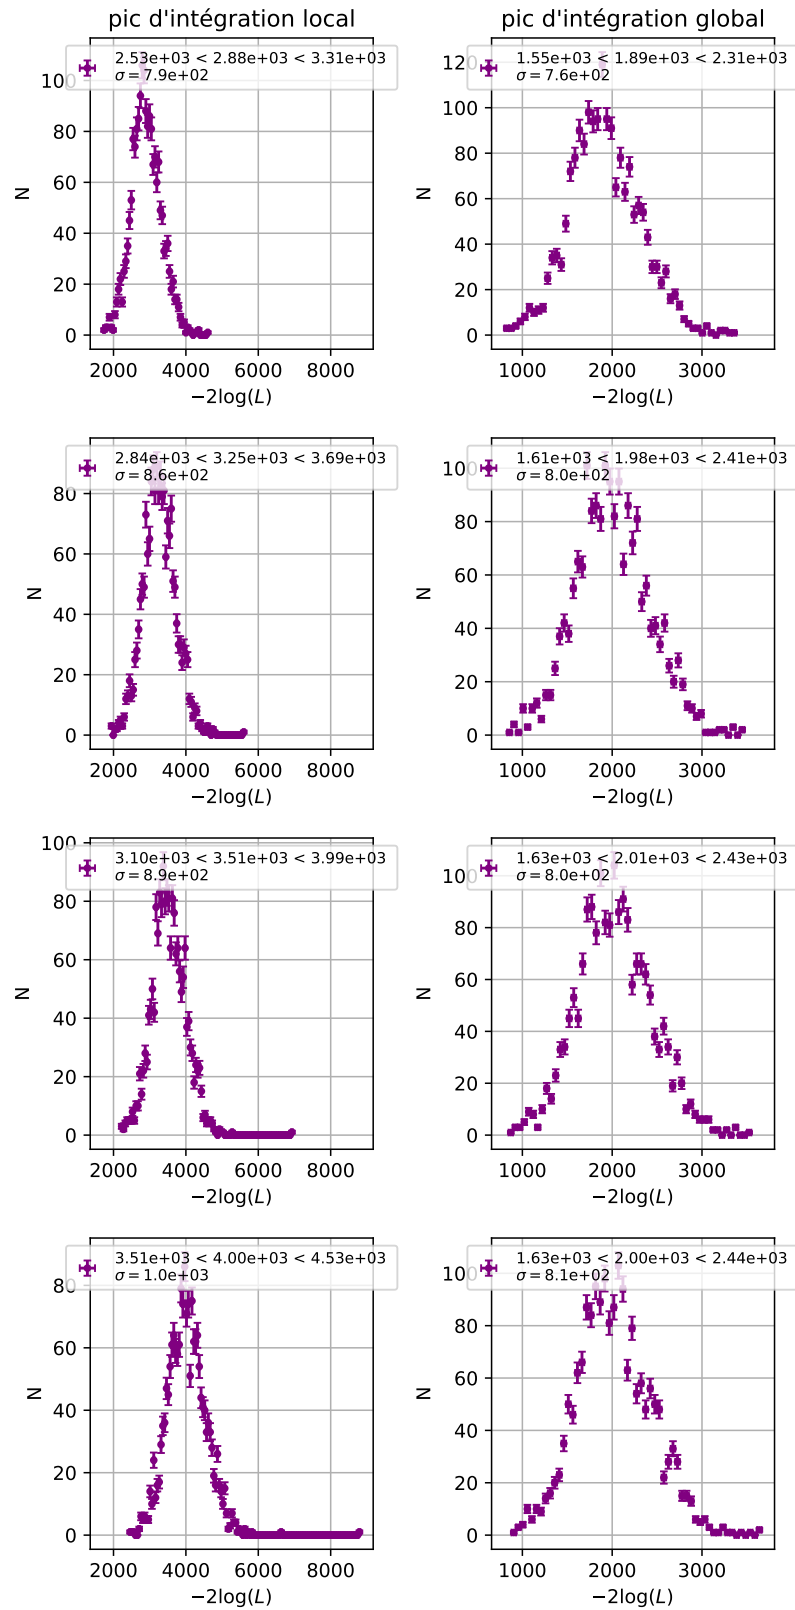 pic d'intégration local
pic d'intégration global
2.53e+03 < 2.88e+03 < 3.31e+03
σ = 7.9e+02
N
100
80
60
40
20
0
2000 4000 6000 8000
−2log(L)
1.55e+03 < 1.89e+03 < 2.31e+03
σ = 7.6e+02
N
120
100
80
60
40
20
0
1000 2000 3000
−2log(L)
2.84e+03 < 3.25e+03 < 3.69e+03
σ = 8.6e+02
N
80
60
40
20
0
2000 4000 6000 8000
−2log(L)
1.61e+03 < 1.98e+03 < 2.41e+03
σ = 8.0e+02
N
100
80
60
40
20
0
1000 2000 3000
−2log(L)
3.10e+03 < 3.51e+03 < 3.99e+03
σ = 8.9e+02
N
100
80
60
40
20
0
2000 4000 6000 8000
−2log(L)
1.63e+03 < 2.01e+03 < 2.43e+03
σ = 8.0e+02
N
100
80
60
40
20
0
1000 2000 3000
−2log(L)
3.51e+03 < 4.00e+03 < 4.53e+03
σ = 1.0e+03
N
80
60
40
20
0
2000 4000 6000 8000
−2log(L)
1.63e+03 < 2.00e+03 < 2.44e+03
σ = 8.1e+02
N
100
80
60
40
20
0
1000 2000 3000
−2log(L)